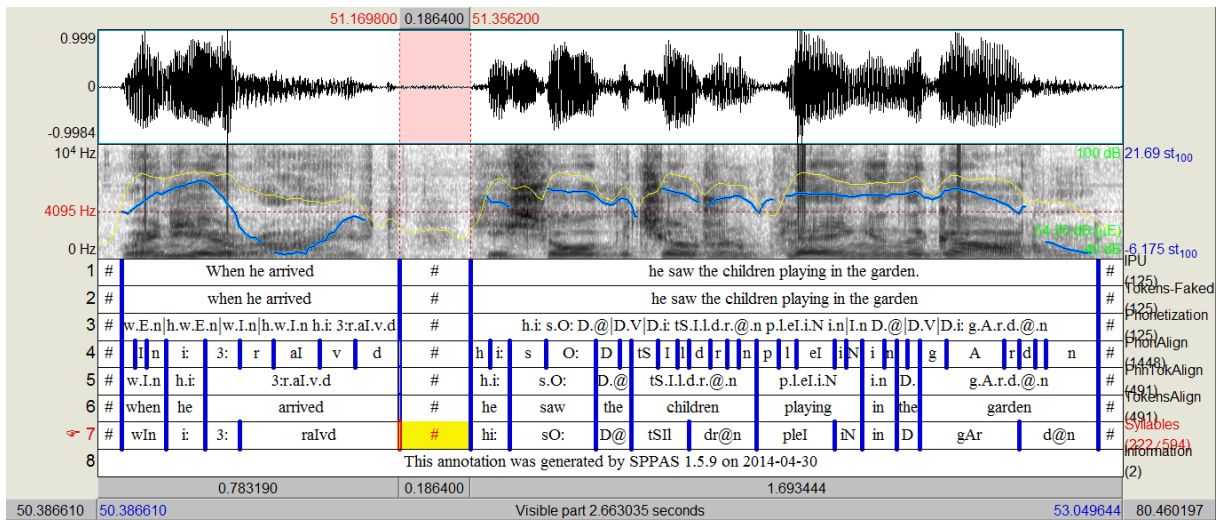 51.169800 0.186400 51.356200
0.999
0
-0.9984
10⁴ Hz 100 dB 21.69 st₁₀₀
4095 Hz
54.96 dB (µE)
0 Hz 40 dB -6.175 st₁₀₀
1 # When he arrived # he saw the children playing in the garden. # IPU (125)
2 # when he arrived # he saw the children playing in the garden # Tokens-Faked (125)
3 # w.E.n|h.w.E.n|w.I.n|h.w.I.n h.i: 3:r.aI.v.d # h.i: s.O: D.@|D.V|D.i: tS.I.l.d.r.@.n p.l.eI.i.N i.n|I.n D.@|D.V|D.i: g.A.r.d.@.n # Phonetization (125)
4 # I n i: 3: r aI v d # h i: s O: D tS I l d r n p l eI i N i n g A r d n # PhonAlign (1448)
5 # w.I.n h.i: 3:r.aI.v.d # h.i: s.O: D.@ tS.I.l.d.r.@.n p.l.eI.i.N i.n D. g.A.r.d.@.n # PhnTokAlign (491)
6 # when he arrived # he saw the children playing in the garden # TokensAlign (491)
7 # wIn i: 3: raIvd # hi: sO: D@ tSIl dr@n pleI iN in D gAr d@n # Syllables (222/594)
8 This annotation was generated by SPPAS 1.5.9 on 2014-04-30 Information (2)
0.783190 0.186400 1.693444
50.386610 50.386610 Visible part 2.663035 seconds 53.049644 80.460197